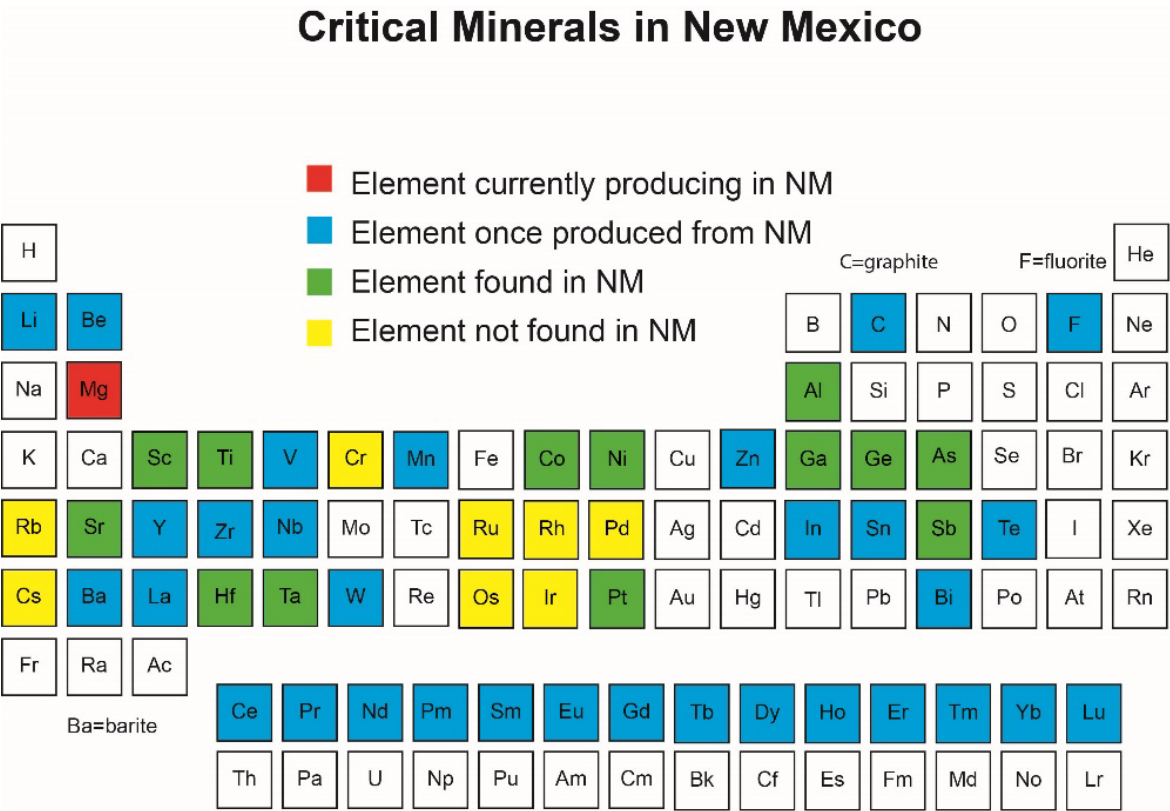 Critical Minerals in New Mexico
Element currently producing in NM
Element once produced from NM
Element found in NM
Element not found in NM
C=graphite F=fluorite
H He
Li Be B C N O F Ne
Na Mg Al Si P S Cl Ar
K Ca Sc Ti V Cr Mn Fe Co Ni Cu Zn Ga Ge As Se Br Kr
Rb Sr Y Zr Nb Mo Tc Ru Rh Pd Ag Cd In Sn Sb Te I Xe
Cs Ba La Hf Ta W Re Os Ir Pt Au Hg Tl Pb Bi Po At Rn
Fr Ra Ac
Ba=barite
Ce Pr Nd Pm Sm Eu Gd Tb Dy Ho Er Tm Yb Lu
Th Pa U Np Pu Am Cm Bk Cf Es Fm Md No Lr